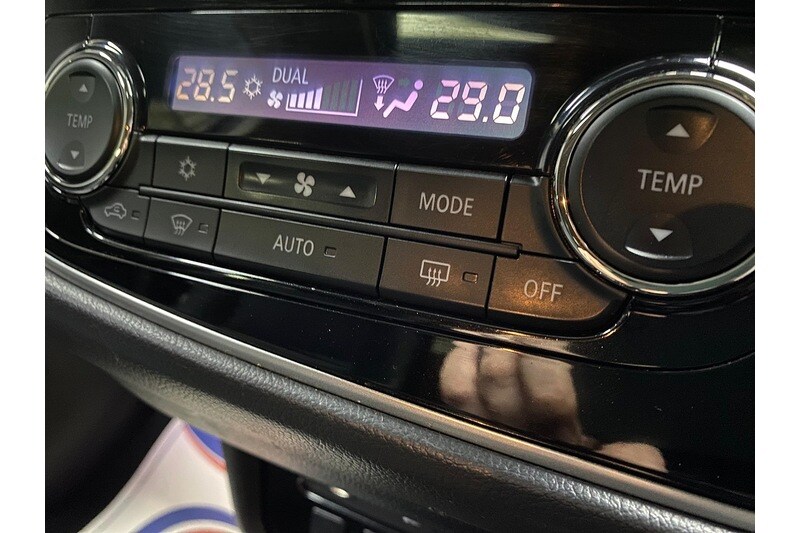 28.5 DUAL 29.0
TEMP
TEMP
MODE
AUTO
OFF